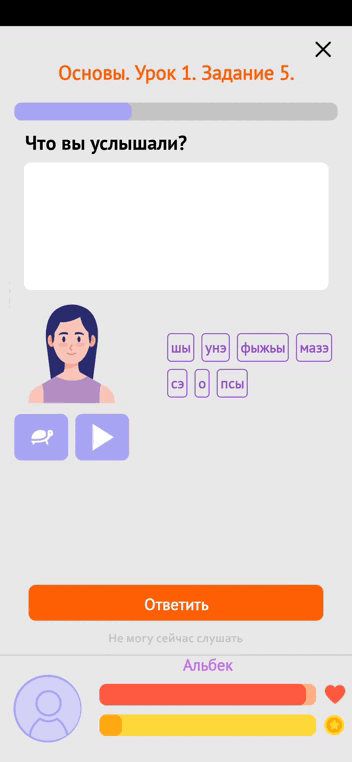 Основы. Урок 1. Задание 5.
Что вы услышали?
шы унэ фыжьы мазэ
сэ о псы
Ответить
Не могу сейчас слушать
Альбек